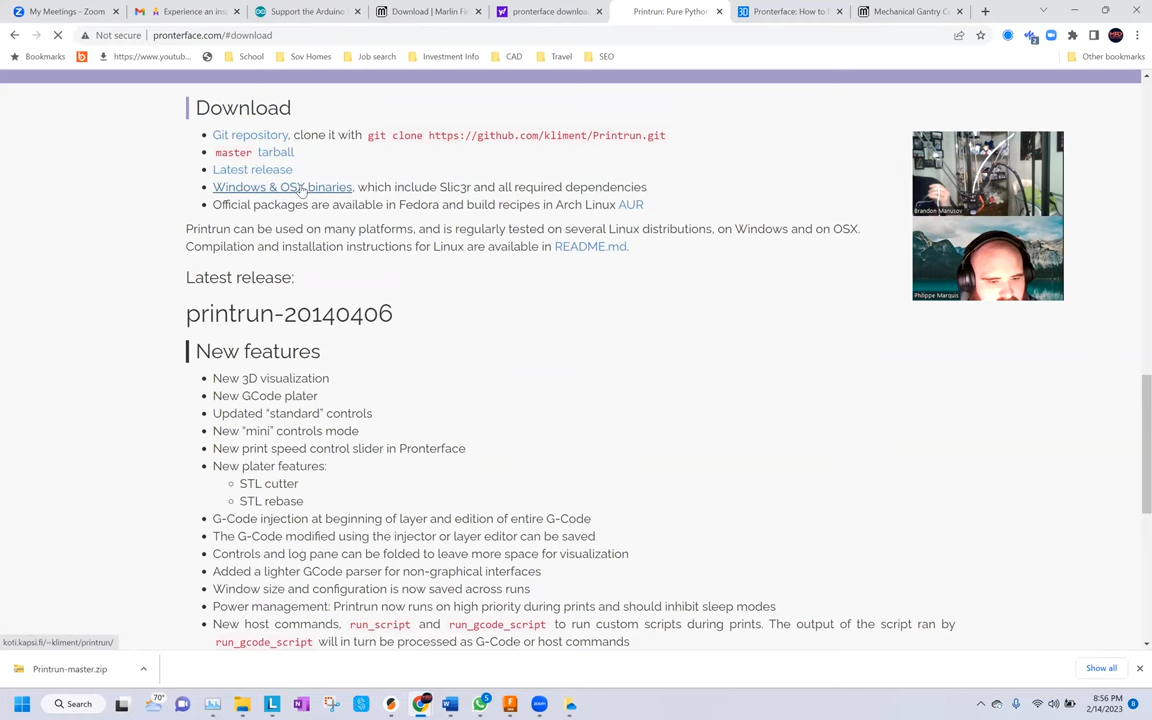 My Meetings - Zoom
Experience an ins
Support the Arduino
Download | Marlin Fi
pronterface downloa
Printrun: Pure Pytho
Pronterface: How to
Mechanical Gantry C
Not secure | pronterface.com/#download
Bookmarks
https://www.youtub...
School
Sov Homes
Job search
Investment Info
CAD
Travel
SEO
Other bookmarks
Download
Git repository, clone it with git clone https://github.com/kliment/Printrun.git
master tarball
Latest release
Windows & OSX binaries, which include Slic3r and all required dependencies
Official packages are available in Fedora and build recipes in Arch Linux AUR
Printrun can be used on many platforms, and is regularly tested on several Linux distributions, on Windows and on OSX.
Compilation and installation instructions for Linux are available in README.md.
Brandon Manusov
Philippe Marquis
Latest release:
printrun-20140406
New features
New 3D visualization
New GCode plater
Updated “standard” controls
New “mini” controls mode
New print speed control slider in Pronterface
New plater features:
STL cutter
STL rebase
G-Code injection at beginning of layer and edition of entire G-Code
The G-Code modified using the injector or layer editor can be saved
Controls and log pane can be folded to leave more space for visualization
Added a lighter GCode parser for non-graphical interfaces
Window size and configuration is now saved across runs
Power management: Printrun now runs on high priority during prints and should inhibit sleep modes
New host commands, run_script and run_gcode_script to run custom scripts during prints. The output of the script ran by
run_gcode_script will in turn be processed as G-Code or host commands
koti.kapsi.fi/~kliment/printrun/
Printrun-master.zip
Show all
Search
70°
5
8:56 PM
2/14/2023
8